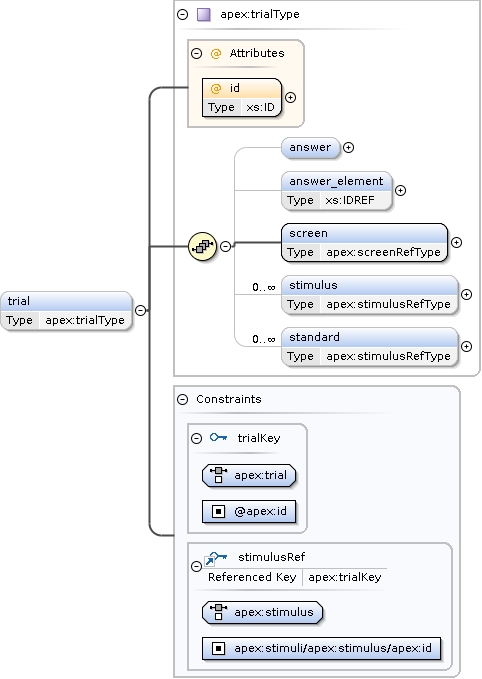 apex:trialType
@ Attributes
@ id
Type xs:ID
answer
answer_element
Type xs:IDREF
screen
Type apex:screenRefType
0..∞
stimulus
Type apex:stimulusRefType
0..∞
standard
Type apex:stimulusRefType
trial
Type apex:trialType
Constraints
trialKey
apex:trial
@apex:id
stimulusRef
Referenced Key apex:trialKey
apex:stimulus
apex:stimuli/apex:stimulus/apex:id